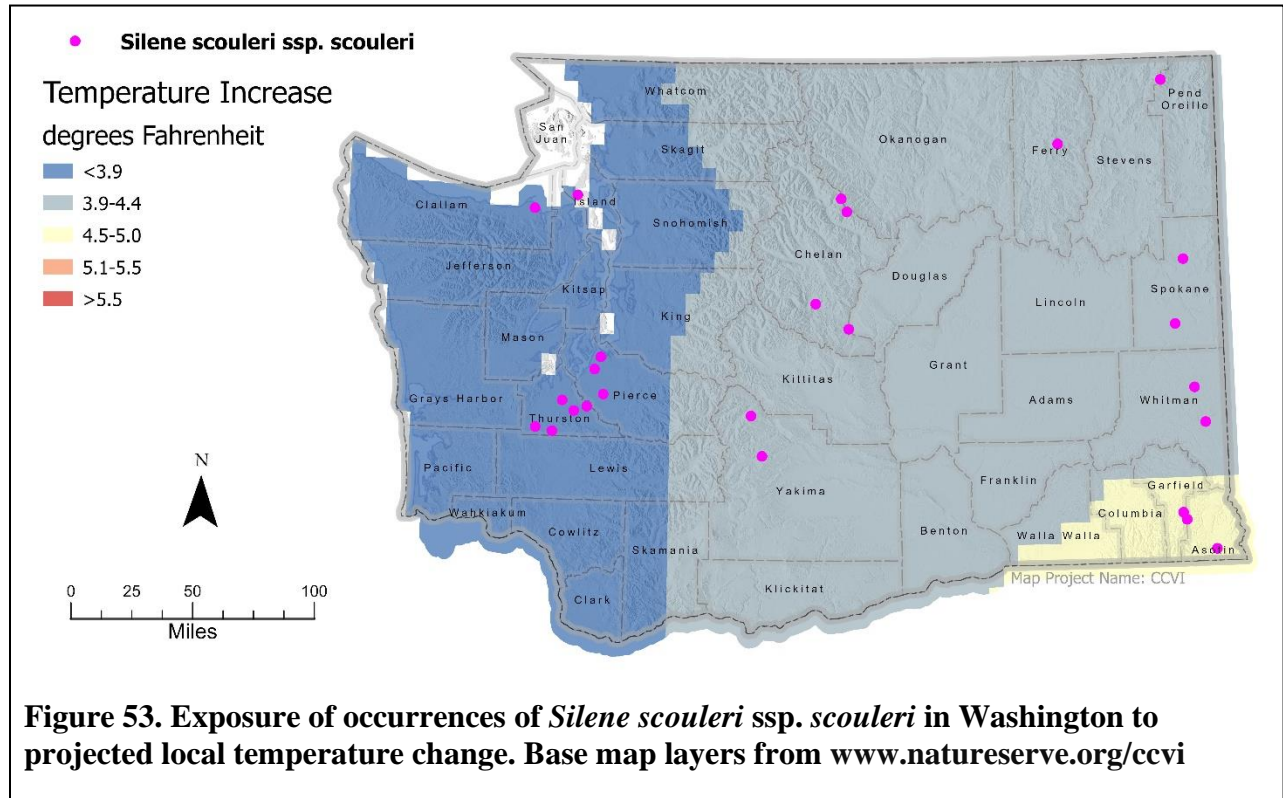 Silene scouleri ssp. scouleri
Temperature Increase
degrees Fahrenheit
<3.9
3.9-4.4
4.5-5.0
5.1-5.5
>5.5
San
Juan
Whatcom
Skagit
Island
Snohomish
Clallam
Jefferson
Kitsap
King
Mason
Grays Harbor
Thurston
Pierce
Pacific
Lewis
Wahkiakum
Cowlitz
Skamania
Clark
Okanogan
Ferry
Stevens
Pend
Oreille
Chelan
Douglas
Lincoln
Spokane
Grant
Kittitas
Adams
Whitman
Yakima
Franklin
Benton
Walla Walla
Columbia
Garfield
Asotin
Klickitat
Map Project Name: CCVI
N
0 50 100
Miles
Figure 53. Exposure of occurrences of Silene scouleri ssp. scouleri in Washington to
projected local temperature change. Base map layers from www.natureserve.org/ccvi